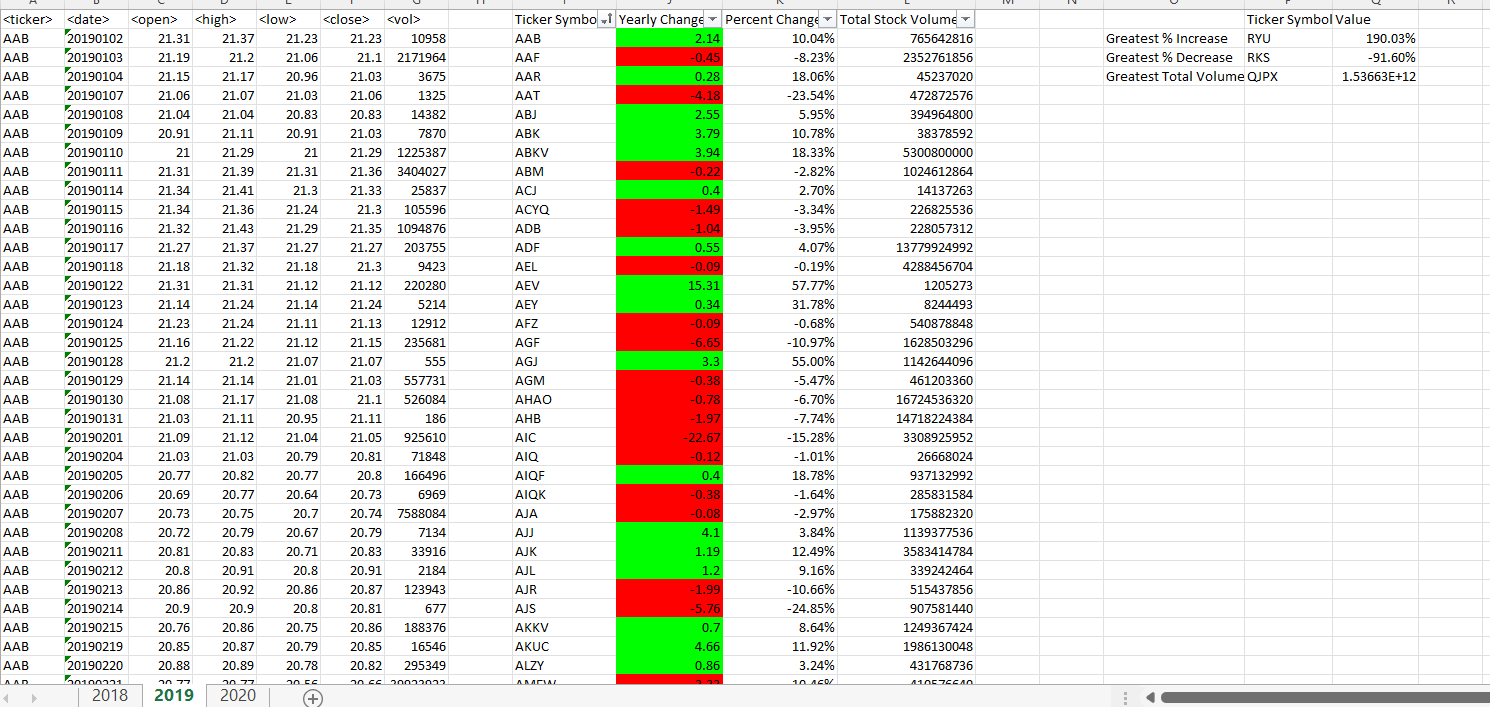 <ticker> <date> <open> <high> <low> <close> <vol> Ticker Symbo Yearly Change Percent Change Total Stock Volume Ticker Symbol Value
AAB 20190102 21.31 21.37 21.23 21.23 10958 AAB 2.14 10.04% 765642816 Greatest % Increase RYU 190.03%
AAB 20190103 21.19 21.2 21.06 21.1 2171964 AAF -0.45 -8.23% 2352761856 Greatest % Decrease RKS -91.60%
AAB 20190104 21.15 21.17 20.96 21.03 3675 AAR 0.28 18.06% 45237020 Greatest Total Volume QJPX 1.53663E+12
AAB 20190107 21.06 21.07 21.03 21.06 1325 AAT -4.18 -23.54% 472872576
AAB 20190108 21.04 21.04 20.83 20.83 14382 ABJ 2.55 5.95% 394964800
AAB 20190109 20.91 21.11 20.91 21.03 7870 ABK 3.79 10.78% 38378592
AAB 20190110 21 21.29 21 21.29 1225387 ABKV 3.94 18.33% 5300800000
AAB 20190111 21.31 21.39 21.31 21.36 3404027 ABM -0.22 -2.82% 1024612864
AAB 20190114 21.34 21.41 21.3 21.33 25837 ACJ 0.4 2.70% 14137263
AAB 20190115 21.34 21.36 21.24 21.3 105596 ACYQ -1.49 -3.34% 226825536
AAB 20190116 21.32 21.43 21.29 21.35 1094876 ADB -1.04 -3.95% 228057312
AAB 20190117 21.27 21.37 21.27 21.27 203755 ADF 0.55 4.07% 13779924992
AAB 20190118 21.18 21.32 21.18 21.3 9423 AEL -0.09 -0.19% 4288456704
AAB 20190122 21.31 21.31 21.12 21.12 220280 AEV 15.31 57.77% 1205273
AAB 20190123 21.14 21.24 21.14 21.24 5214 AEY 0.34 31.78% 8244493
AAB 20190124 21.23 21.24 21.11 21.13 12912 AFZ -0.09 -0.68% 540878848
AAB 20190125 21.16 21.22 21.12 21.15 235681 AGF -6.65 -10.97% 1628503296
AAB 20190128 21.2 21.2 21.07 21.07 555 AGJ 3.3 55.00% 1142644096
AAB 20190129 21.14 21.14 21.01 21.03 557731 AGM -0.38 -5.47% 461203360
AAB 20190130 21.08 21.17 21.08 21.1 526084 AHAO -0.78 -6.70% 16724536320
AAB 20190131 21.03 21.11 20.95 21.11 186 AHB -1.97 -7.74% 14718224384
AAB 20190201 21.09 21.12 21.04 21.05 925610 AIC -22.67 -15.28% 3308925952
AAB 20190204 21.03 21.03 20.79 20.81 71848 AIQ -0.12 -1.01% 26668024
AAB 20190205 20.77 20.82 20.77 20.8 166496 AIQF 0.4 18.78% 937132992
AAB 20190206 20.69 20.77 20.64 20.73 6969 AIQK -0.38 -1.64% 285831584
AAB 20190207 20.73 20.75 20.7 20.74 7588084 AJA -0.08 -2.97% 175882320
AAB 20190208 20.72 20.79 20.67 20.79 7134 AJJ 4.1 3.84% 1139377536
AAB 20190211 20.81 20.83 20.71 20.83 33916 AJK 1.19 12.49% 3583414784
AAB 20190212 20.8 20.91 20.8 20.91 2184 AJL 1.2 9.16% 339242464
AAB 20190213 20.86 20.92 20.86 20.87 123943 AJR -1.99 -10.66% 515437856
AAB 20190214 20.9 20.9 20.8 20.81 677 AJS -5.76 -24.85% 907581440
AAB 20190215 20.76 20.86 20.75 20.86 188376 AKKV 0.7 8.64% 1249367424
AAB 20190219 20.85 20.87 20.79 20.85 16546 AKUC 4.66 11.92% 1986130048
AAB 20190220 20.88 20.89 20.78 20.82 295349 ALZY 0.86 3.24% 431768736
2018 2019 2020